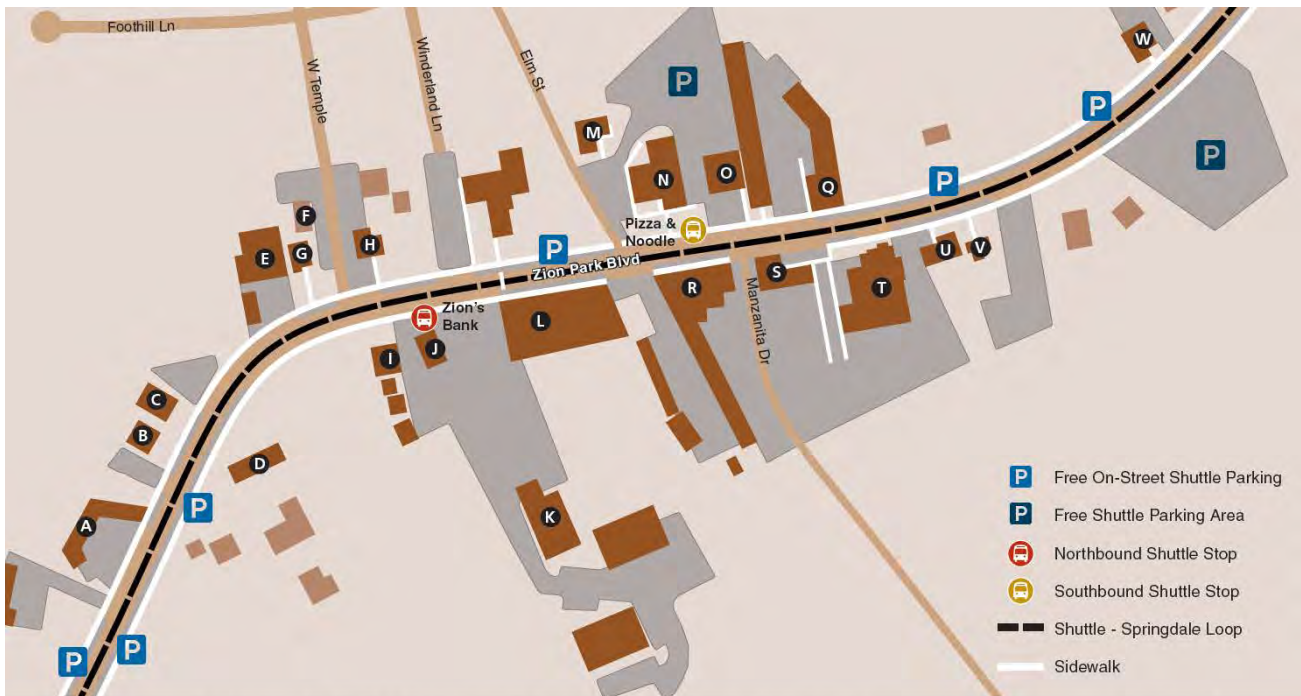 Foothill Ln
W Temple
Winderland Ln
Elm St
W
P
P
M
N
O
Q
P
P
F
G
H
E
Pizza &
Noodle
P
Zion Park Blvd
U
V
S
T
R
Manzanita Dr
Zion's
Bank
L
I
J
C
B
D
P
A
K
P
P
P Free On-Street Shuttle Parking
P Free Shuttle Parking Area
Northbound Shuttle Stop
Southbound Shuttle Stop
Shuttle - Springdale Loop
Sidewalk